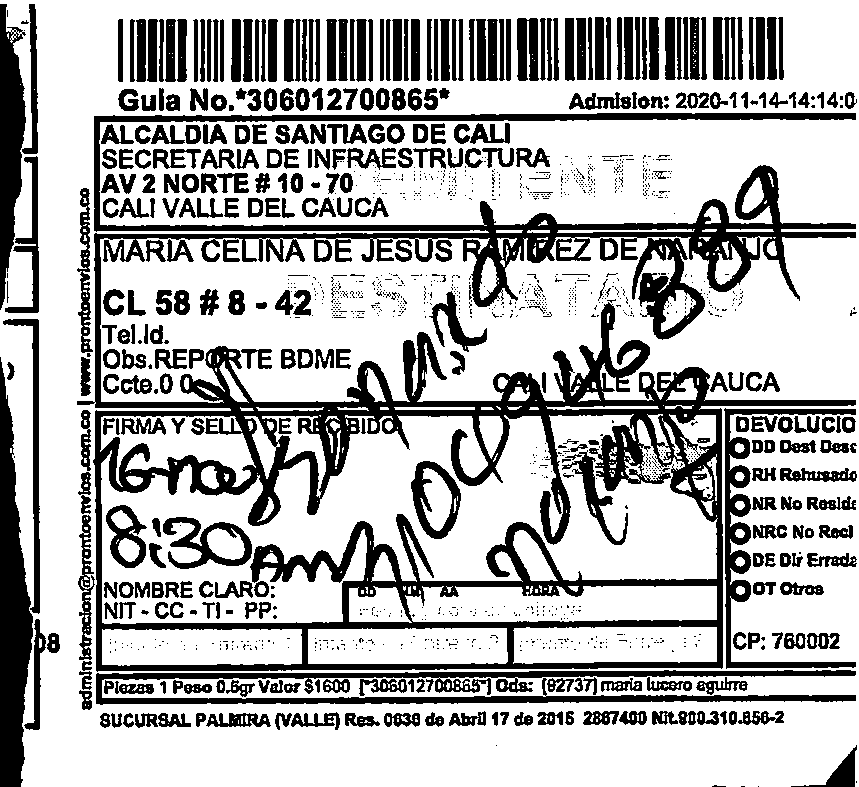 Guia No.*306012700865*
Admision: 2020-11-14-14:14:0
ALCALDIA DE SANTIAGO DE CALI
SECRETARIA DE INFRAESTRUCTURA
AV 2 NORTE # 10 - 70
CALI VALLE DEL CAUCA
REMITENTE
MARIA CELINA DE JESUS RAMIREZ DE NARANJO
DESTINATARIO
CL 58 # 8 - 42
Tel.Id.
Obs.REPORTE BDME
Ccte.0 0
CALI VALLE DEL CAUCA
www.prontoenvios.com.co
administracion@prontoenvios.com.co
FIRMA Y SELLO DE RECIBIDO
16-nov
8:30 am
naranjo
NOMBRE CLARO:
NIT - CC - TI - PP:
DD MM AA HORA
DEVOLUCIO
DD Dest Desc
RH Rehusado
NR No Reside
NRC No Recl
DE Dir Errada
OT Otros
CP: 760002
08
Piezas 1 Peso 0.5gr Valor $1600 [*306012700865*] Ods: [92737] maria lucero aguirre
SUCURSAL PALMIRA (VALLE) Res. 0636 de Abril 17 de 2015 2867400 Nit.900.310.856-2